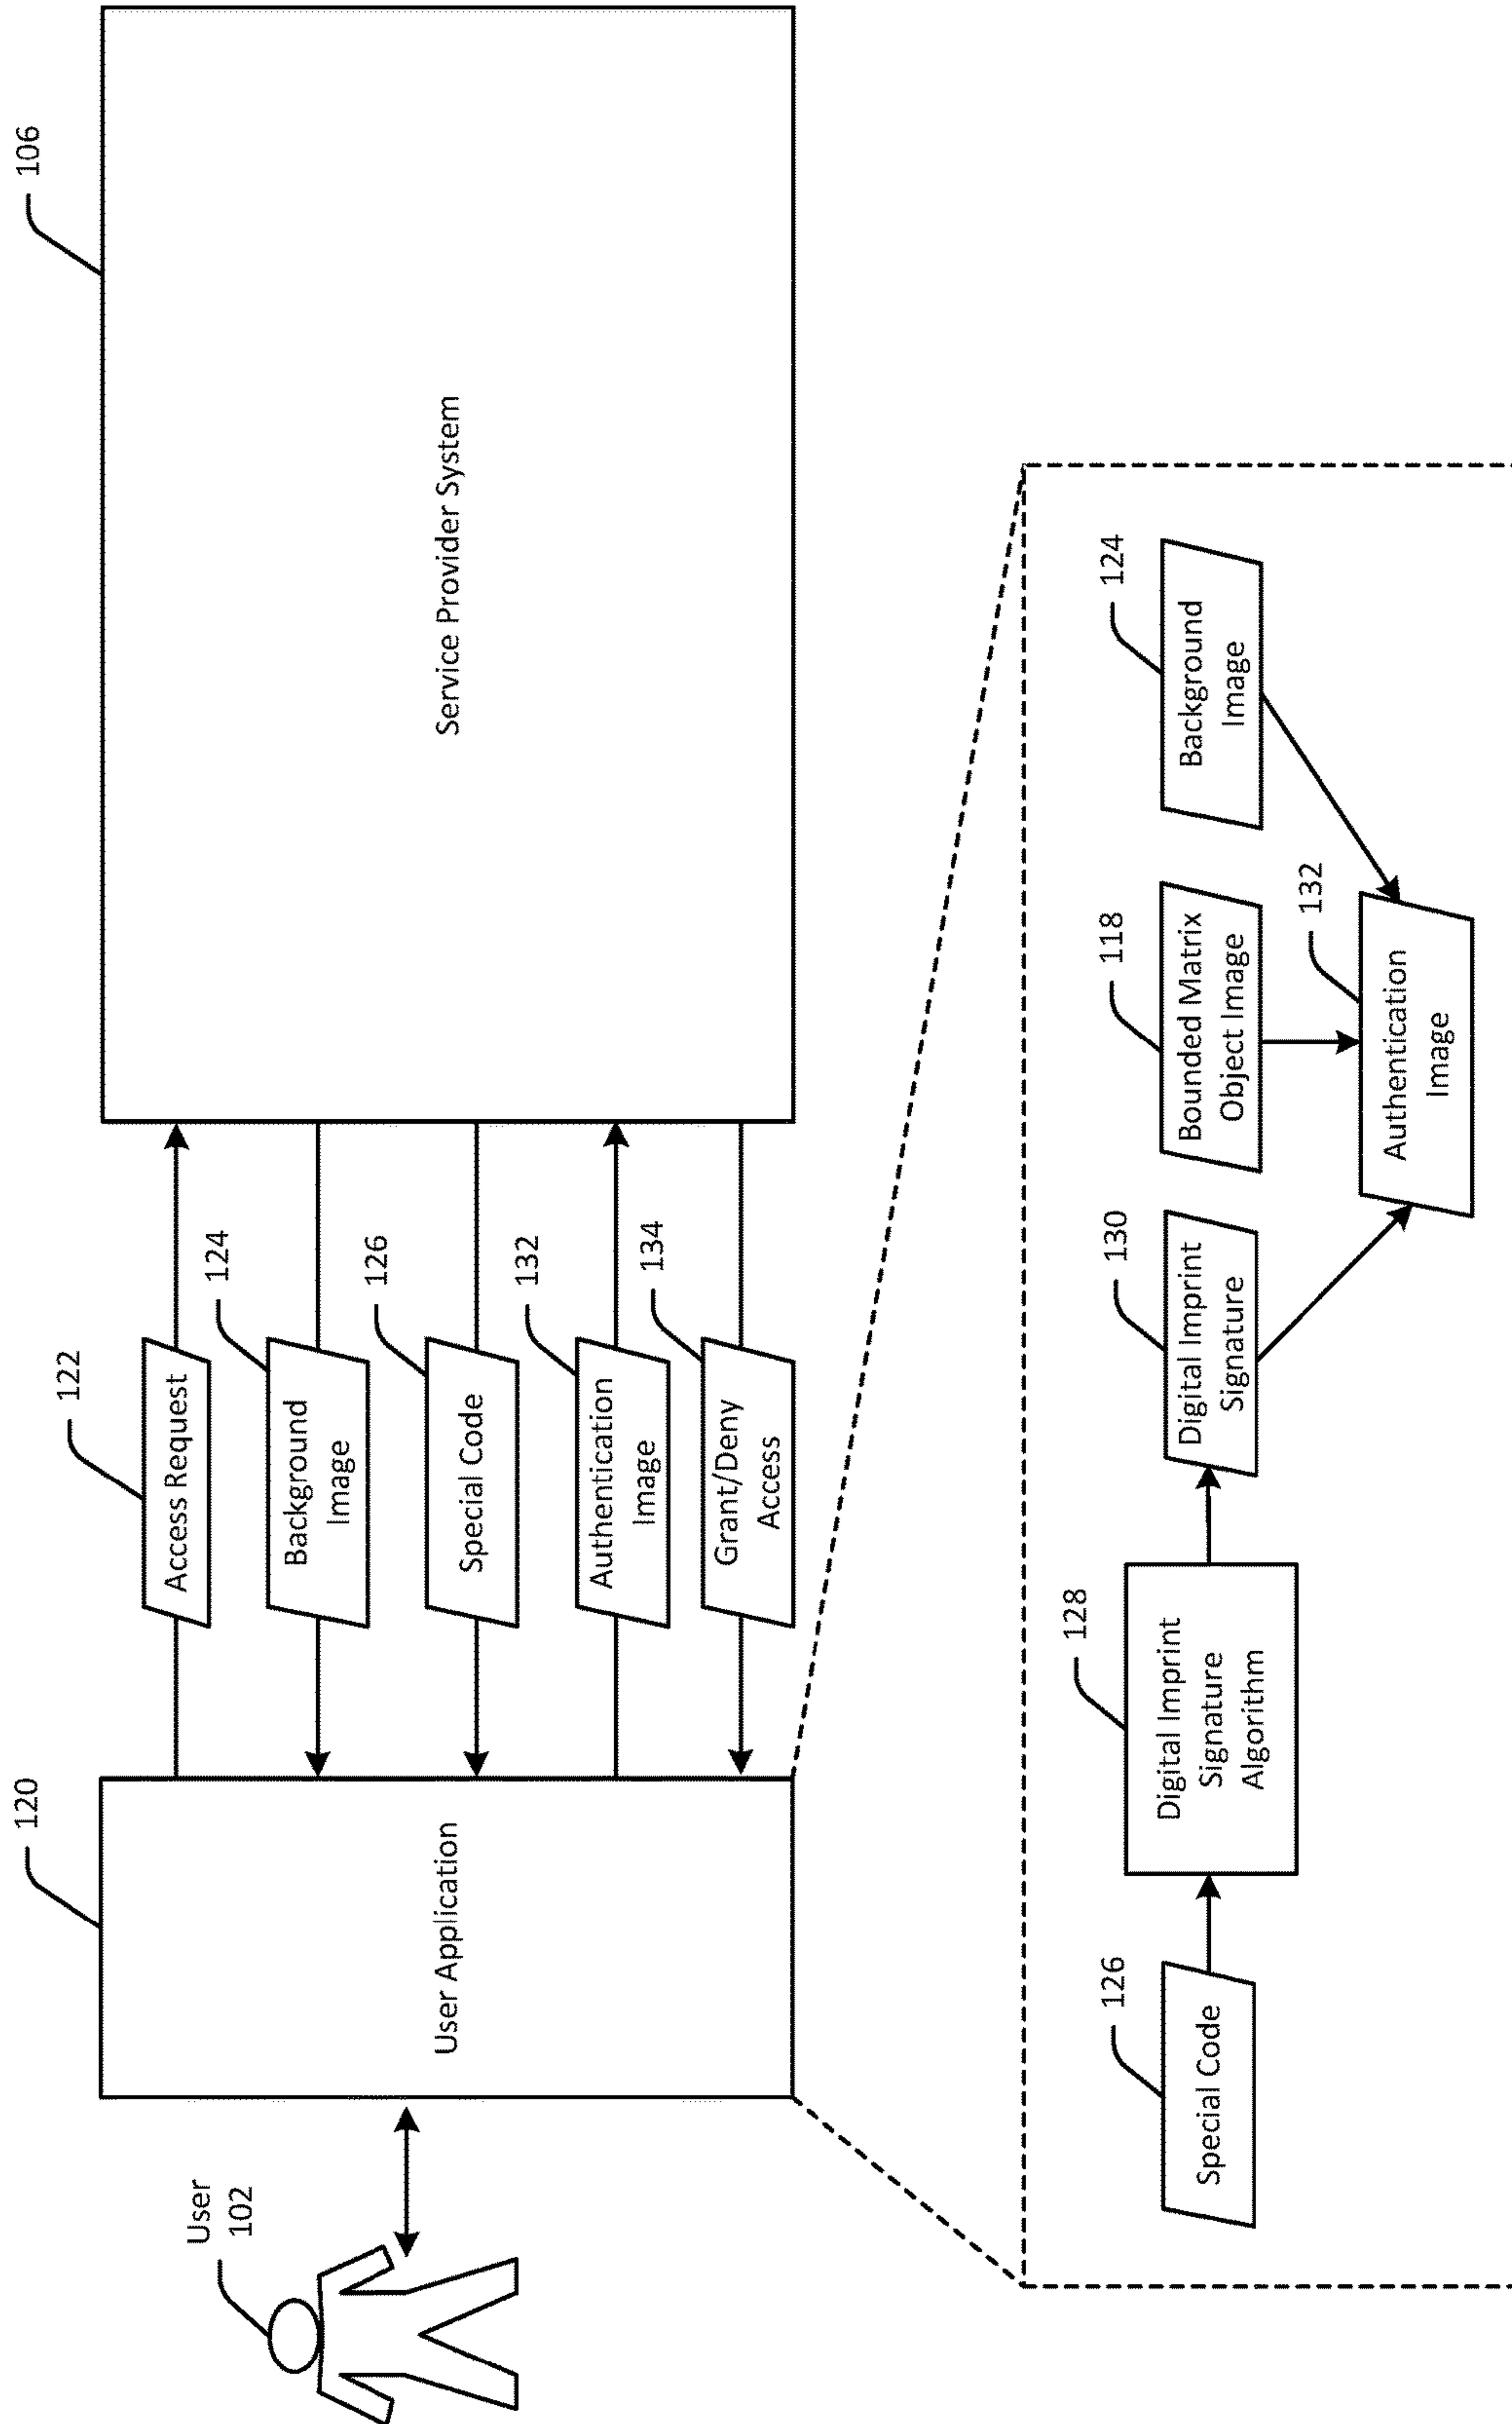 User
102
120
User Application
122
Access Request
124
Background
Image
126
Special Code
132
Authentication
Image
134
Grant/Deny
Access
106
Service Provider System
126
Special Code
128
Digital Imprint
Signature
Algorithm
130
Digital Imprint
Signature
118
Bounded Matrix
Object Image
124
Background
Image
132
Authentication
Image